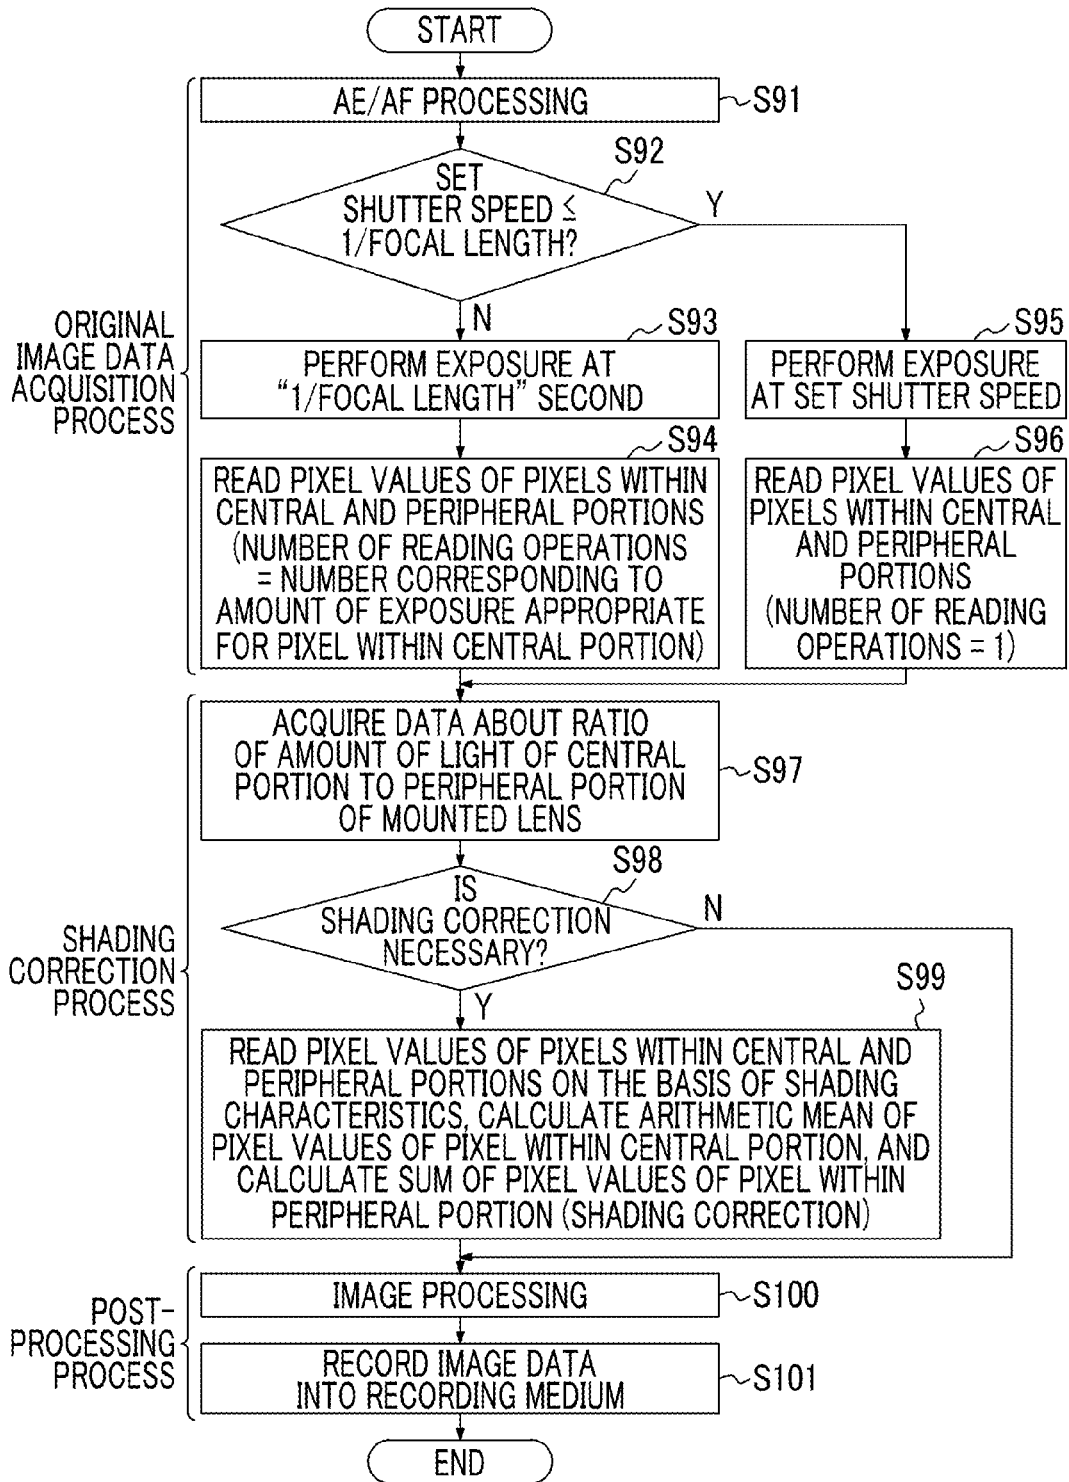 START
AE/AF PROCESSING
S91
S92
SET
SHUTTER SPEED ≤
1/FOCAL LENGTH?
Y
N
ORIGINAL
IMAGE DATA
ACQUISITION
PROCESS
S93
PERFORM EXPOSURE AT
“1/FOCAL LENGTH” SECOND
S95
PERFORM EXPOSURE
AT SET SHUTTER SPEED
S94
READ PIXEL VALUES OF PIXELS WITHIN
CENTRAL AND PERIPHERAL PORTIONS
(NUMBER OF READING OPERATIONS
= NUMBER CORRESPONDING TO
AMOUNT OF EXPOSURE APPROPRIATE
FOR PIXEL WITHIN CENTRAL PORTION)
S96
READ PIXEL VALUES OF
PIXELS WITHIN CENTRAL
AND PERIPHERAL
PORTIONS
(NUMBER OF READING
OPERATIONS = 1)
ACQUIRE DATA ABOUT RATIO
OF AMOUNT OF LIGHT OF CENTRAL
PORTION TO PERIPHERAL PORTION
OF MOUNTED LENS
S97
S98
IS
SHADING CORRECTION
NECESSARY?
N
Y
SHADING
CORRECTION
PROCESS
S99
READ PIXEL VALUES OF PIXELS WITHIN CENTRAL AND
PERIPHERAL PORTIONS ON THE BASIS OF SHADING
CHARACTERISTICS, CALCULATE ARITHMETIC MEAN OF
PIXEL VALUES OF PIXEL WITHIN CENTRAL PORTION, AND
CALCULATE SUM OF PIXEL VALUES OF PIXEL WITHIN
PERIPHERAL PORTION (SHADING CORRECTION)
POST-
PROCESSING
PROCESS
IMAGE PROCESSING
S100
RECORD IMAGE DATA
INTO RECORDING MEDIUM
S101
END